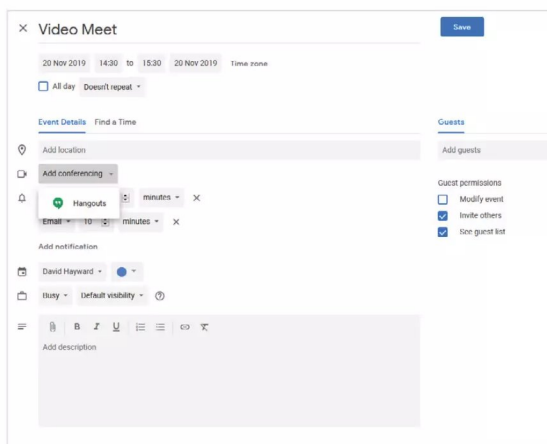 Video Meet
Save
20 Nov 2019 14:30 to 15:30 20 Nov 2019 Time zone
All day Doesn't repeat
Event Details Find a Time
Guests
Add location
Add guests
Add conferencing
Guest permissions
minutes
Modify event
Hangouts
Invite others
Email 10 minutes
See guest list
Add notification
David Hayward
Busy Default visibility
B I U
Add description